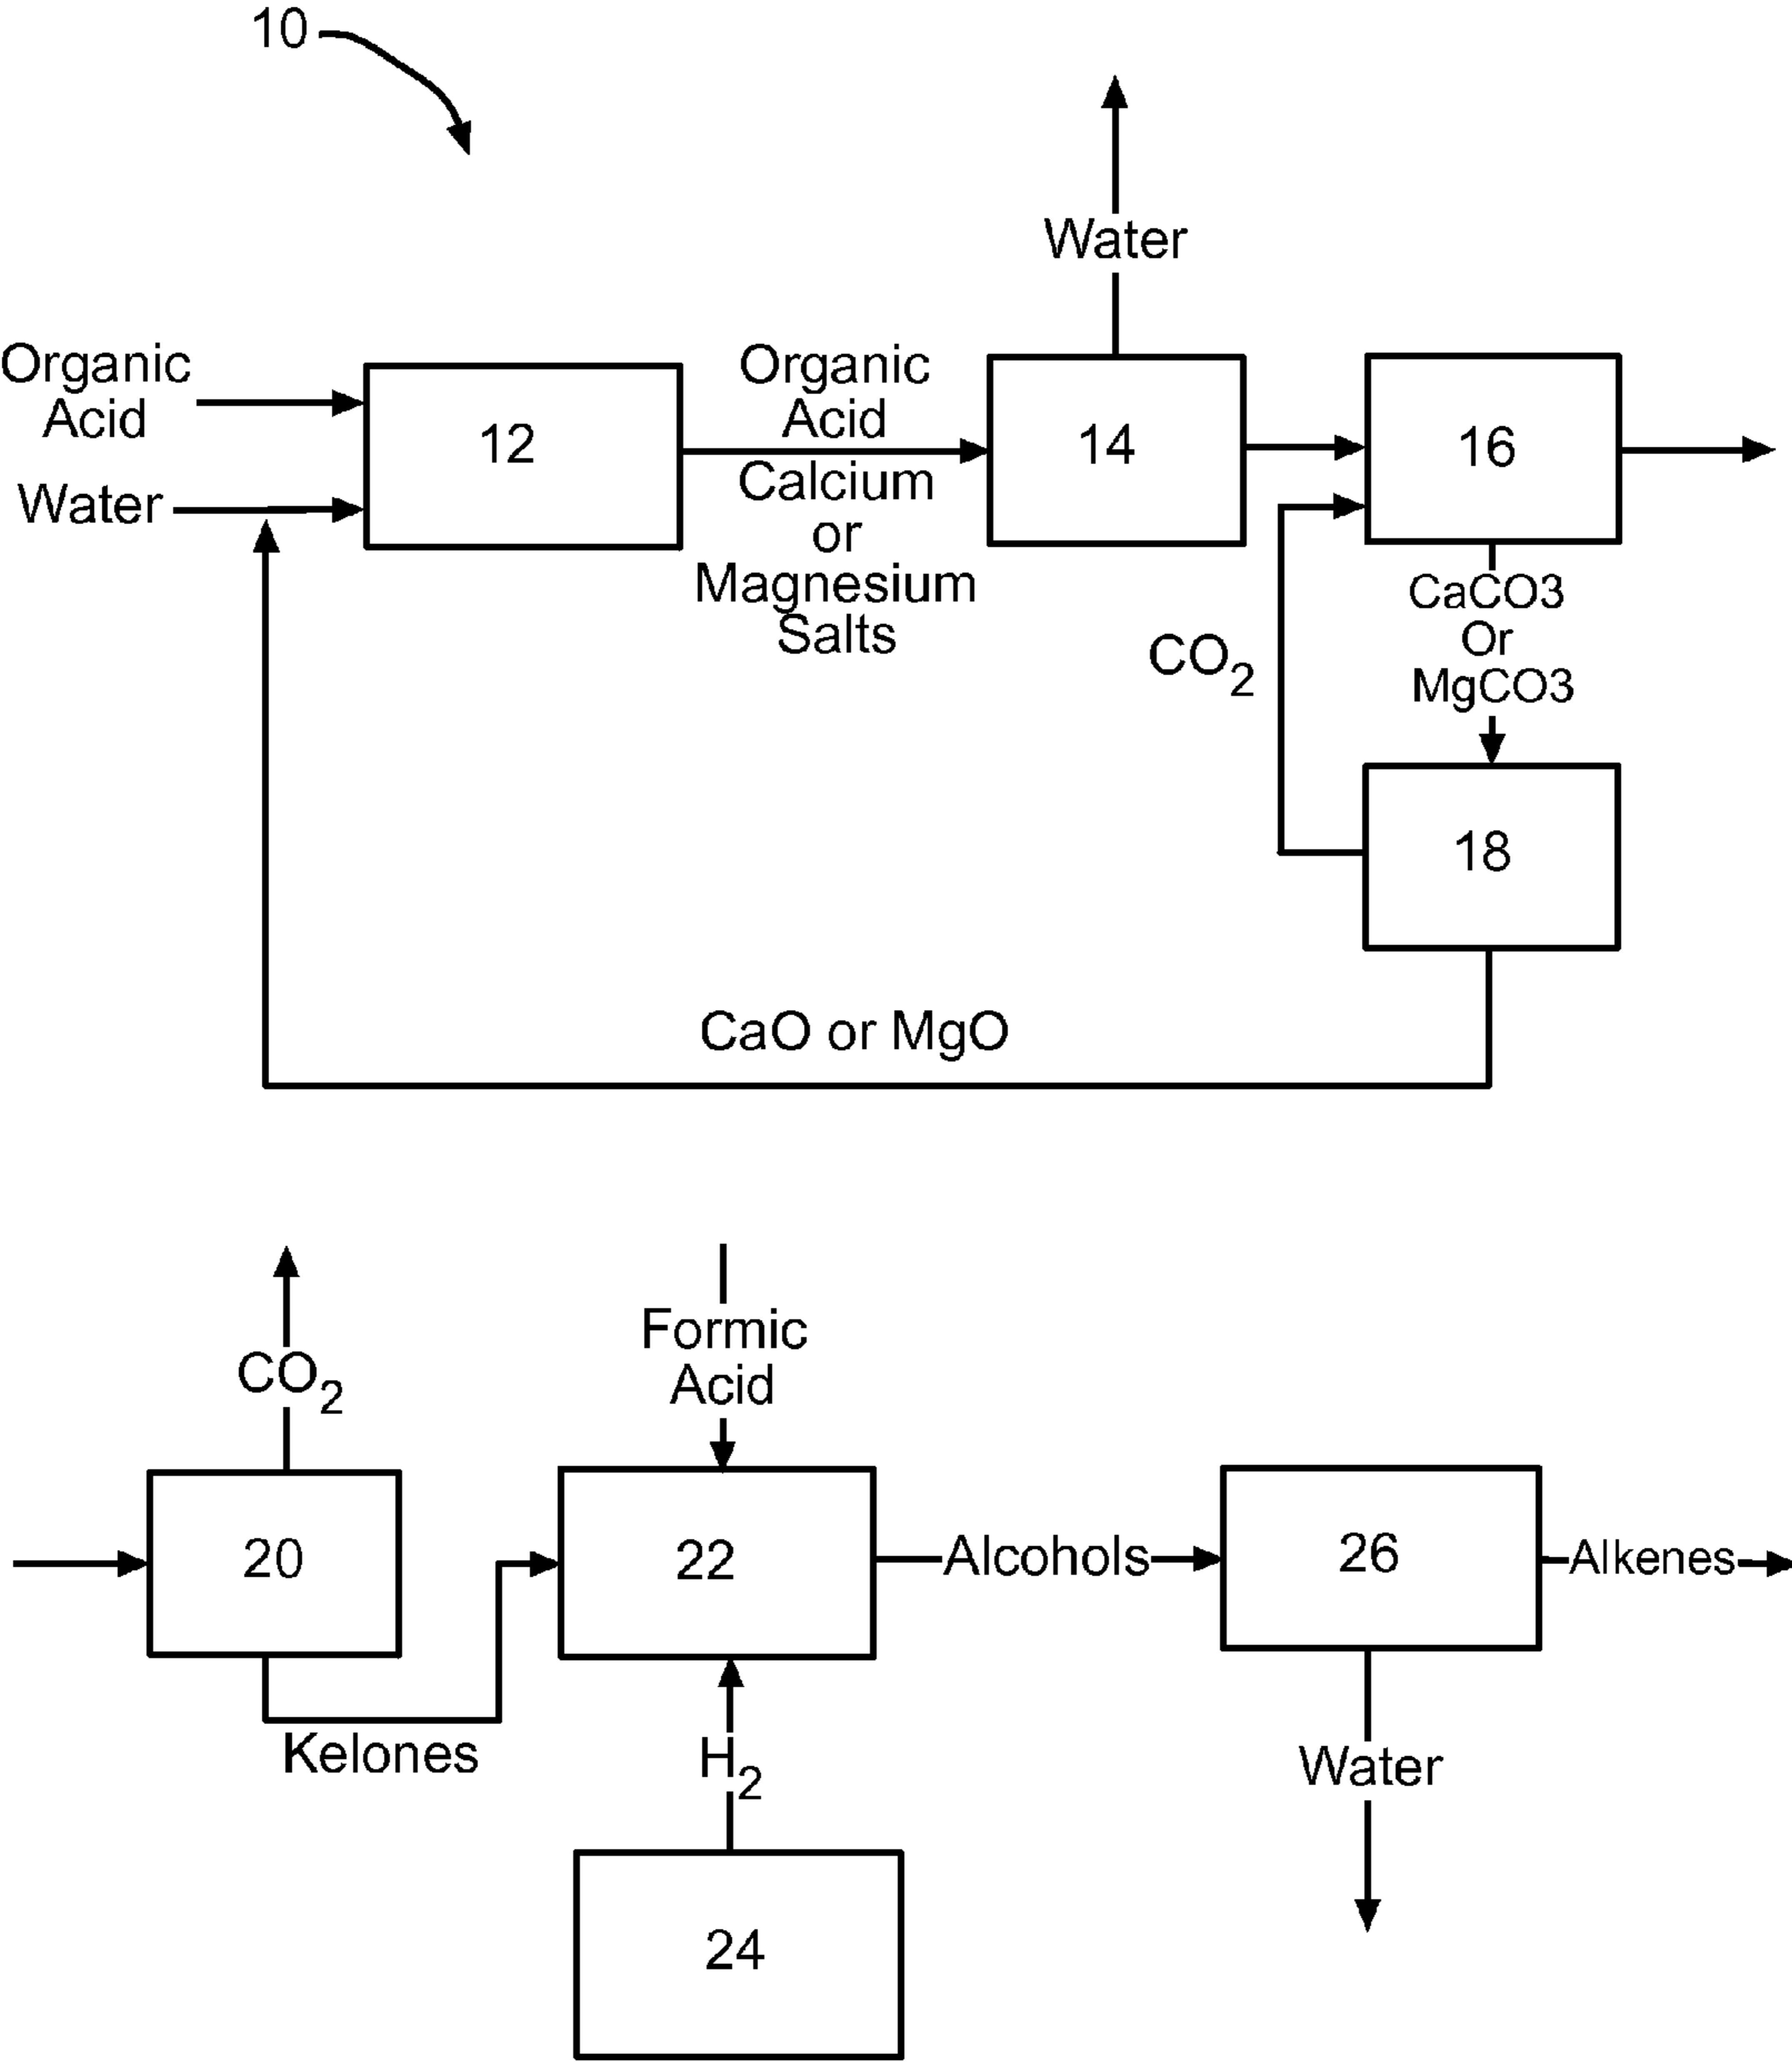 10
Water
Organic
Acid
Water
12
Organic
Acid
Calcium
or
Magnesium
Salts
14
16
CaCO3
Or
MgCO3
CO2
18
CaO or MgO
CO2
Formic
Acid
20
22
Alcohols
26
Alkenes
Kelones
H2
Water
24